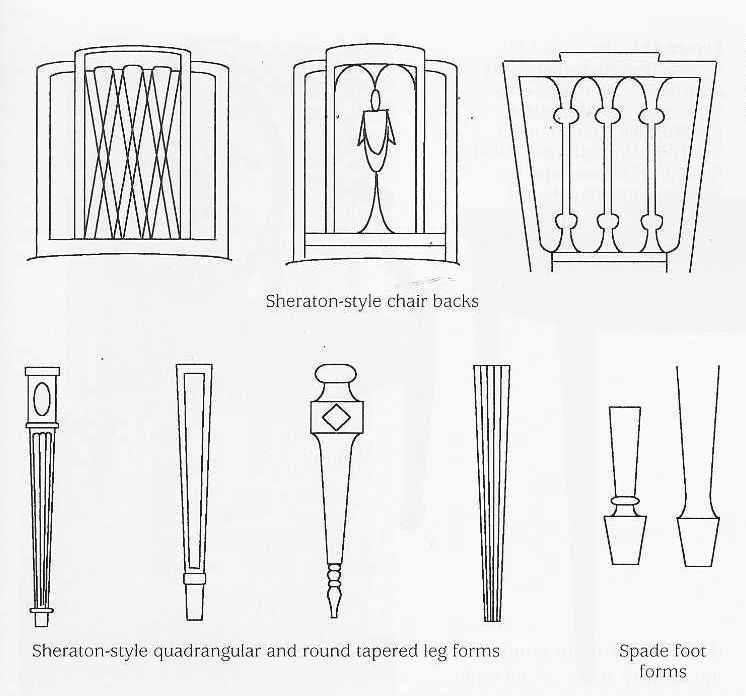 Sheraton-style chair backs
Sheraton-style quadrangular and round tapered leg forms
Spade foot
forms